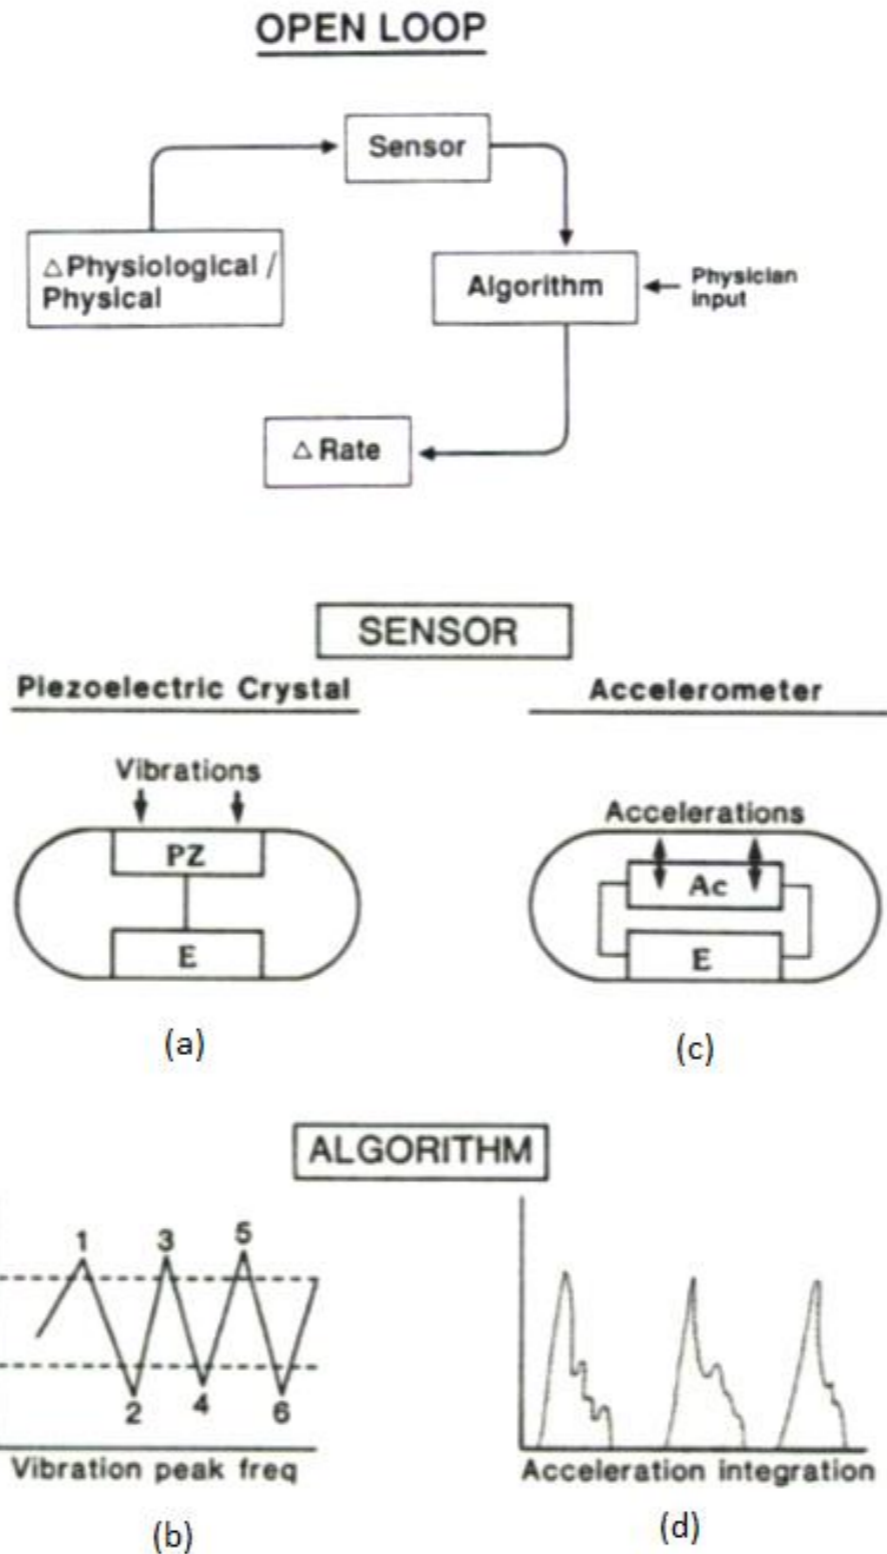 OPEN LOOP
Sensor
△Physiological /
Physical
Algorithm
Physician
input
△ Rate
SENSOR
Piezoelectric Crystal
Accelerometer
Vibrations
Accelerations
PZ
Ac
E
E
(a)
(c)
ALGORITHM
1
3
5
2
4
6
Vibration peak freq
Acceleration integration
(b)
(d)